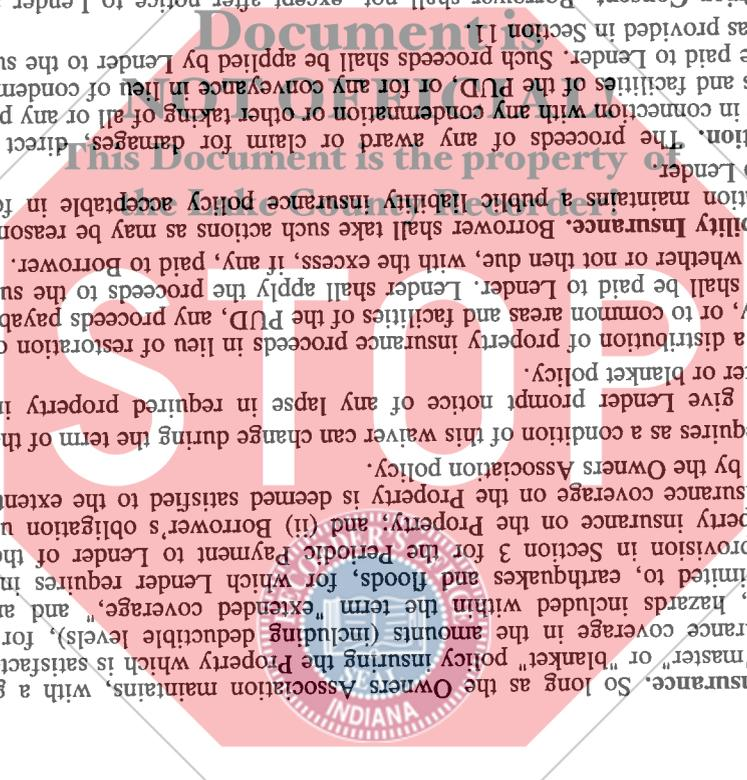 nsurance. So long as the Owners Association maintains, with a g
"master" or "blanket" policy insuring the Property which is satisfact
urance coverage in the amounts (including deductible levels), for
, hazards included within the term "extended coverage," and an
limited to, earthquakes and floods, for which Lender requires in
provision in Section 3 for the Periodic Payment to Lender of the
perty insurance on the Property; and (ii) Borrower's obligation u
surance coverage on the Property is deemed satisfied to the extent
by the Owners Association policy.
equires as a condition of this waiver can change during the term of the
give Lender prompt notice of any lapse in required property in
ter or blanket policy.
a distribution of property insurance proceeds in lieu of restoration o
y, or to common areas and facilities of the PUD, any proceeds payab
shall be paid to Lender. Lender shall apply the proceeds to the su
whether or not then due, with the excess, if any, paid to Borrower.
bility Insurance. Borrower shall take such actions as may be reason
ation maintains a public liability insurance policy acceptable in fo
o Lender.
tion. The proceeds of any award or claim for damages, direct
in connection with any condemnation or other taking of all or any p
s and facilities of the PUD, or for any conveyance in lieu of condem
e paid to Lender. Such proceeds shall be applied by Lender to the su
as provided in Section 11.
Consent. Borrower shall not, except after notice to Lender
Document is
NOT OFFICIAL!
This Document is the property of
the Lake County Recorder!
STOP
RECORDER'S OFFICE
SEAL
INDIANA